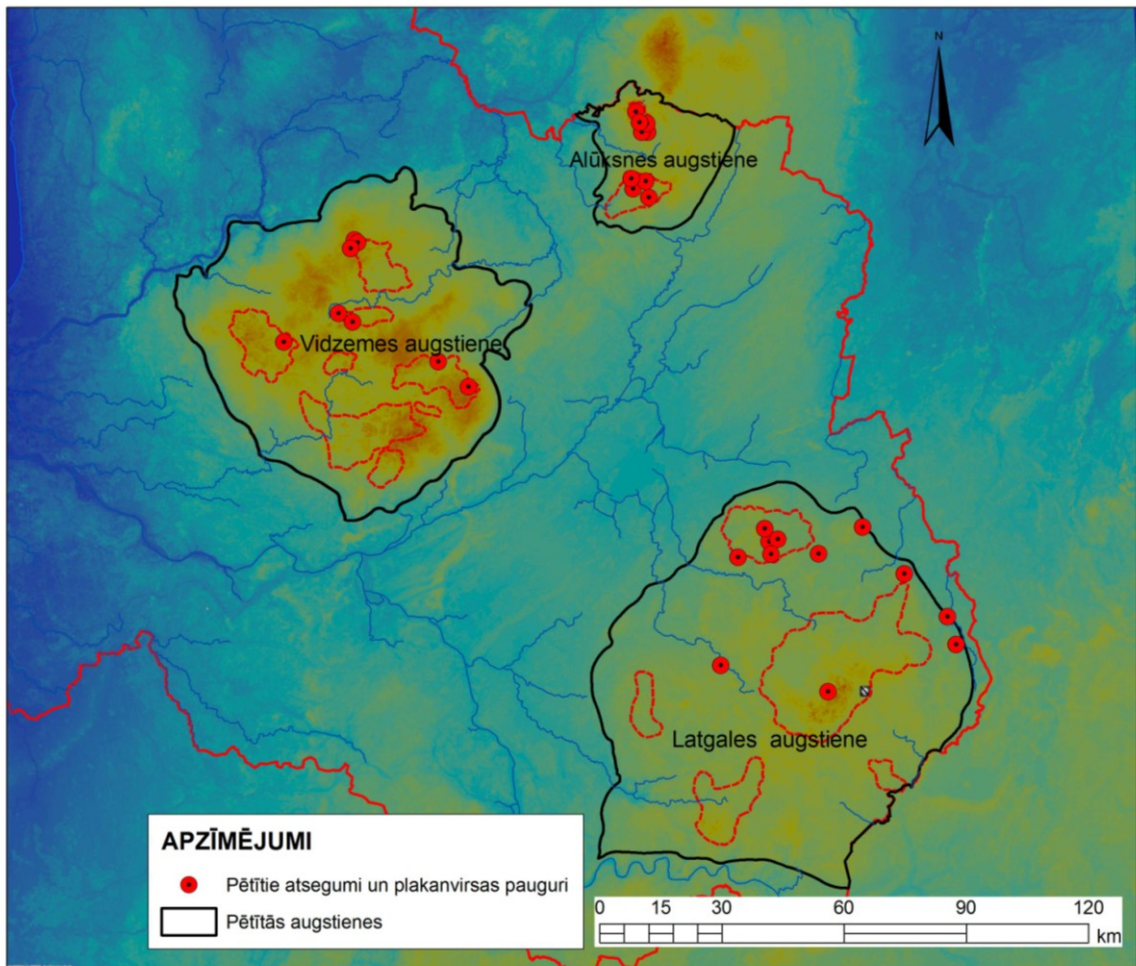 N
Alūksnes augstiene
Vidzemes augstiene
Latgales augstiene
APZĪMĒJUMI
Pētītie atsegumi un plakanvirsas pauguri
Pētītās augstienes
0 15 30 60 90 120
km